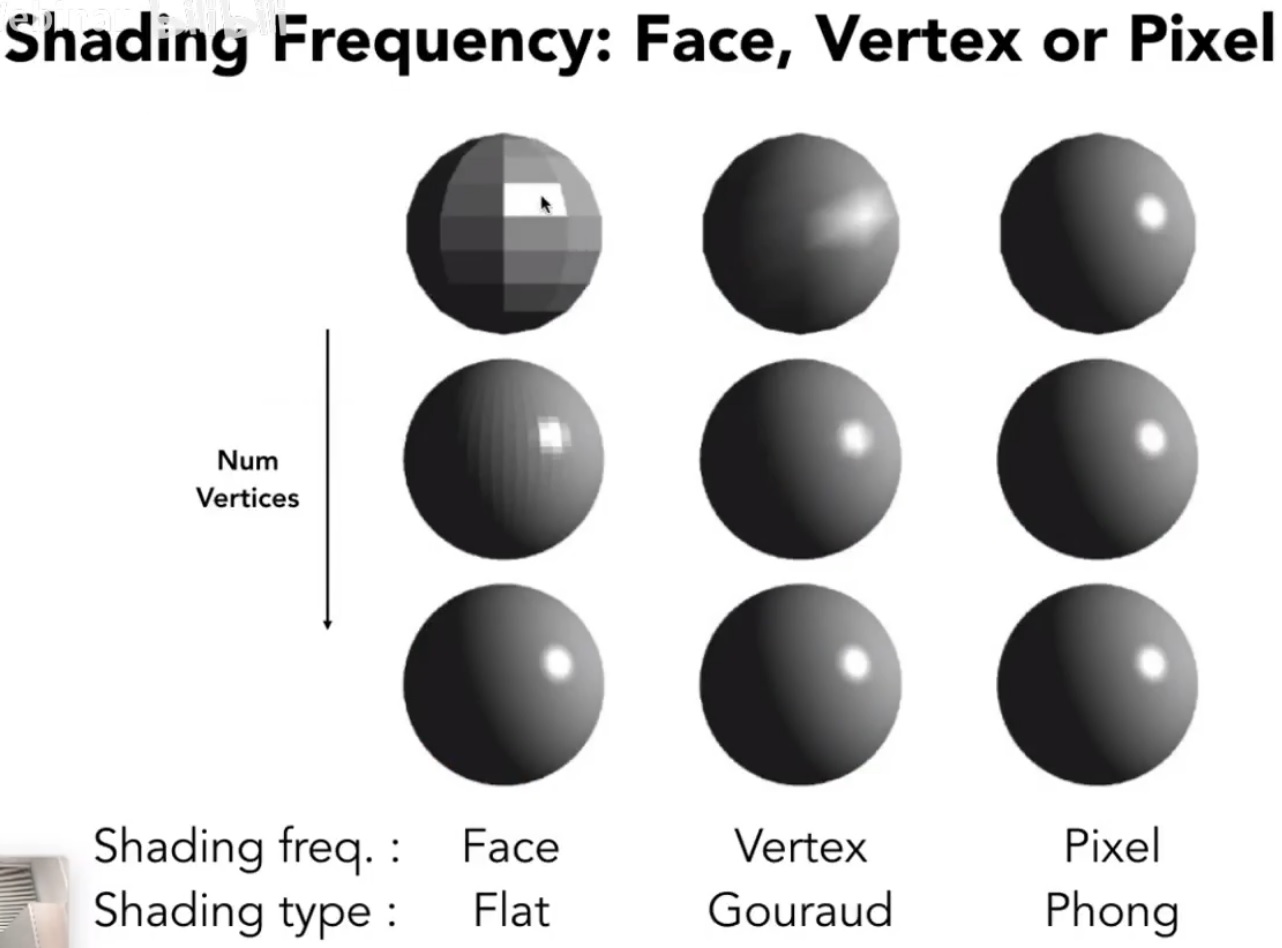 Shading Frequency: Face, Vertex or Pixel
Num
Vertices
Shading freq. : Face Vertex Pixel
Shading type : Flat Gouraud Phong